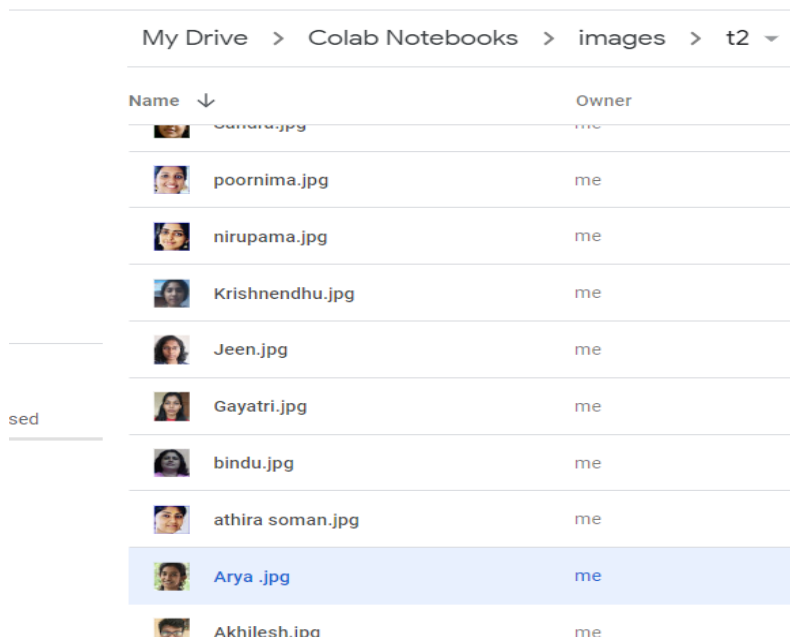 My Drive > Colab Notebooks > images > t2
Name Owner
Sandra.jpg me
poornima.jpg me
nirupama.jpg me
Krishnendhu.jpg me
Jeen.jpg me
Gayatri.jpg me
sed
bindu.jpg me
athira soman.jpg me
Arya .jpg me
Akhilesh.jpg me